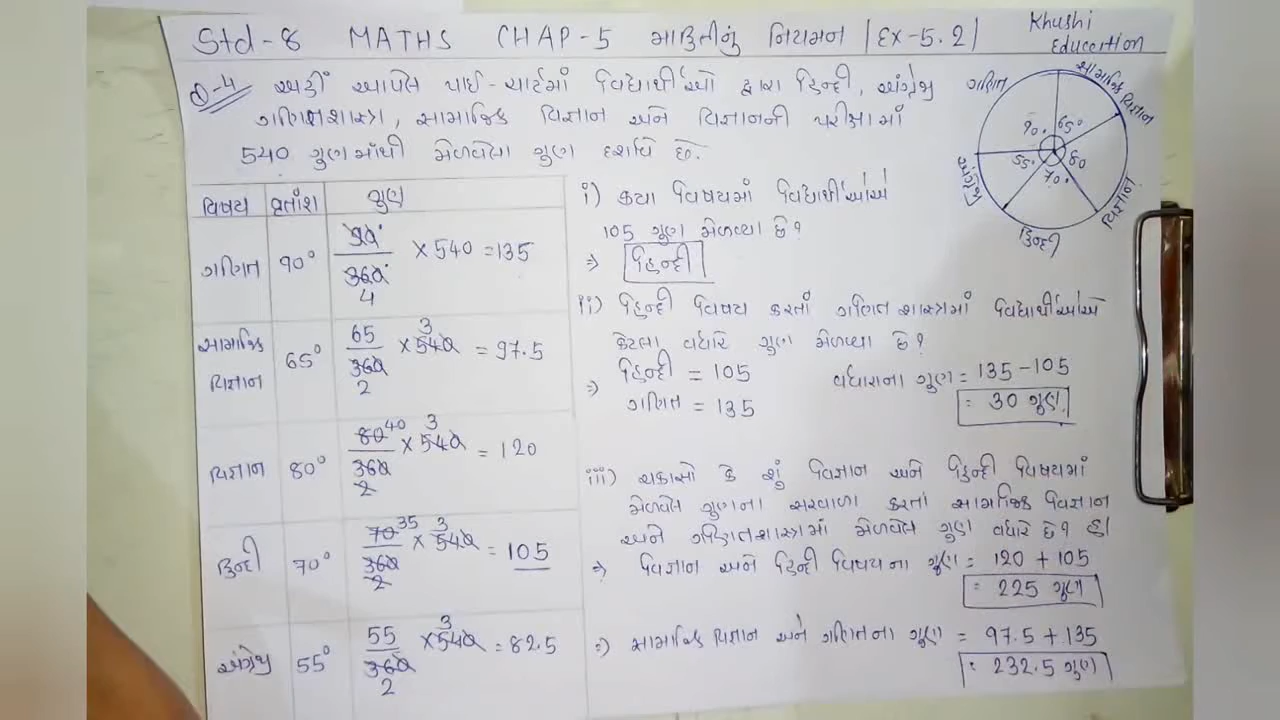 Std-8 MATHS CHAP-5 માહિતીનું નિયમન | EX-5.2 |
Khushi
Education
Q-4 અહીં આપેલ પાઈ-ચાર્ટમાં વિદ્યાર્થીઓ દ્વારા હિન્દી, અંગ્રેજી
ગણિતશાસ્ત્ર, સામાજિક વિજ્ઞાન અને વિજ્ઞાનની પરીક્ષામાં
540 ગુણમાંથી મેળવેલા ગુણ દર્શાવે છે.
ગણિત
સામાજિક વિજ્ઞાન
90° 65°
અંગ્રેજી
55° 80
70°
વિજ્ઞાન
હિન્દી
વિષય વૃતાંશ ગુણ
ગણિત 90° 90°/360° 4 × 540 = 135
સામાજિક
વિજ્ઞાન 65° 65/360 2 × 540 3 = 97.5
વિજ્ઞાન 80° 80 40/360 2 × 540 3 = 120
હિન્દી 70° 70 35/360 2 × 540 3 = 105
અંગ્રેજી 55° 55/360 2 × 540 3 = 82.5
i) કયા વિષયમાં વિદ્યાર્થીઓએ
105 ગુણ મેળવ્યા છે?
⇒ હિન્દી
ii) હિન્દી વિષય કરતાં ગણિતશાસ્ત્રમાં વિદ્યાર્થીઓએ
કેટલા વધારે ગુણ મેળવ્યા છે?
⇒ હિન્દી = 105
ગણિત = 135
વધારાના ગુણ = 135 - 105
= 30 ગુણ
iii) ચકાસો કે શું વિજ્ઞાન અને હિન્દી વિષયમાં
મેળવેલ ગુણના સરવાળા કરતાં સામાજિક વિજ્ઞાન
અને ગણિતશાસ્ત્રમાં મેળવેલ ગુણ વધારે છે? હા
⇒ વિજ્ઞાન અને હિન્દી વિષયના ગુણ = 120 + 105
= 225 ગુણ
⇒ સામાજિક વિજ્ઞાન અને ગણિતના ગુણ = 97.5 + 135
= 232.5 ગુણ